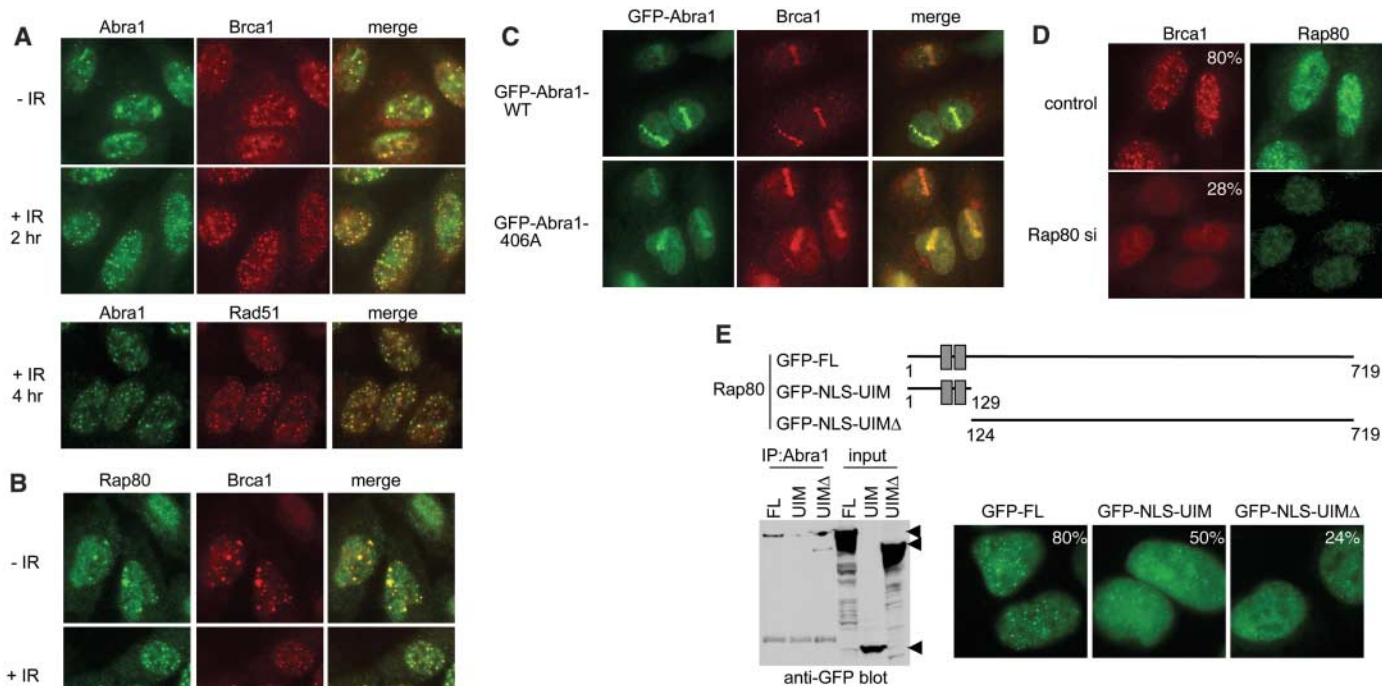 A
Abra1 Brca1 merge
- IR
+ IR
2 hr
Abra1 Rad51 merge
+ IR
4 hr
B
Rap80 Brca1 merge
- IR
+ IR
C
GFP-Abra1 Brca1 merge
GFP-Abra1-
WT
GFP-Abra1-
406A
D
Brca1 Rap80
control
80%
Rap80 si
28%
E
Rap80
GFP-FL
1 719
GFP-NLS-UIM
1 129
GFP-NLS-UIMΔ
124 719
IP:Abra1 input
FL UIM UIMΔ FL UIM UIMΔ
anti-GFP blot
GFP-FL GFP-NLS-UIM GFP-NLS-UIMΔ
80% 50% 24%